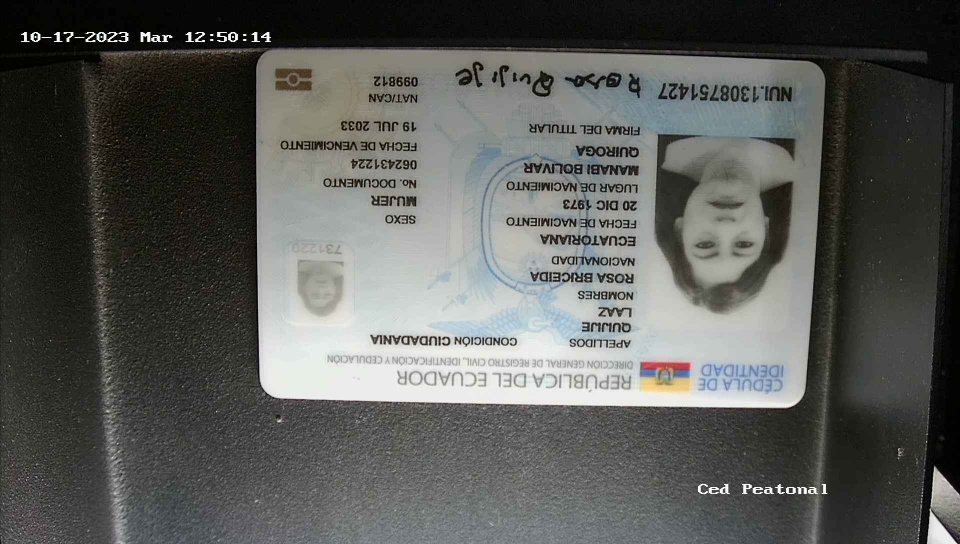 10-17-2023 Mar 12:50:14
CÉDULA DE IDENTIDAD
REPÚBLICA DEL ECUADOR
DIRECCIÓN GENERAL DE REGISTRO CIVIL, IDENTIFICACIÓN Y CEDULACIÓN
APELLIDOS
QUIJIJE
LAAZ
CONDICIÓN CIUDADANIA
NOMBRES
ROSA BRICEIDA
NACIONALIDAD
ECUATORIANA
FECHA DE NACIMIENTO
20 DIC 1973
LUGAR DE NACIMIENTO
MANABI BOLIVAR
QUIROGA
FIRMA DEL TITULAR
Rosa Quijije
731220
SEXO
MUJER
No. DOCUMENTO
062431224
FECHA DE VENCIMIENTO
19 JUL 2033
NAT/CAN
099812
NUI.1308751427
Ced Peatonal